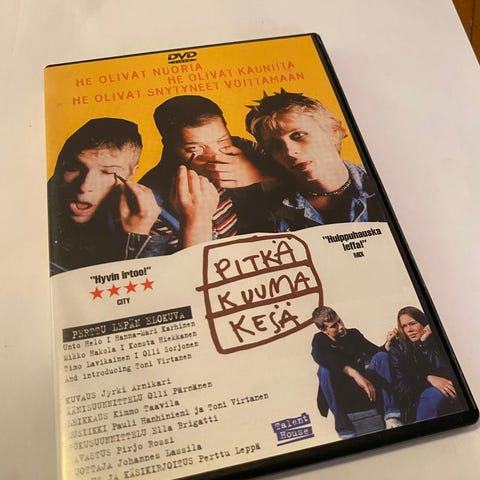 DVD
VIDEO
HE OLIVAT NUORIA
HE OLIVAT KAUNIITA
HE OLIVAT SNYTYNEET VOITTAMAAN
"Hyvin irtoo!"
★★★★
CITY
"Huippuhauska
leffa!"
MIX
PITKÄ
KUUMA
KESÄ
PERTTU LEPÄN ELOKUVA
Unto Helo I Hanna-Mari Karhinen
Mikko Hakola I Konsta Hiekkanen
Timo Lavikainen I Olli Sorjonen
And introducing Toni Virtanen
KUVAUS Jyrki Arnikari
ÄÄNISUUNNITTELU Olli Pärnänen
LEIKKAUS Kimmo Taavila
MUSIIKKI Pauli Hanhiniemi ja Toni Virtanen
PUKUSUUNNITTELU Ella Brigatti
LAVASTUS Pirjo Rossi
TUOTTAJA Johannes Lassila
JA KÄSIKIRJOITUS Perttu Leppä
Talent
House